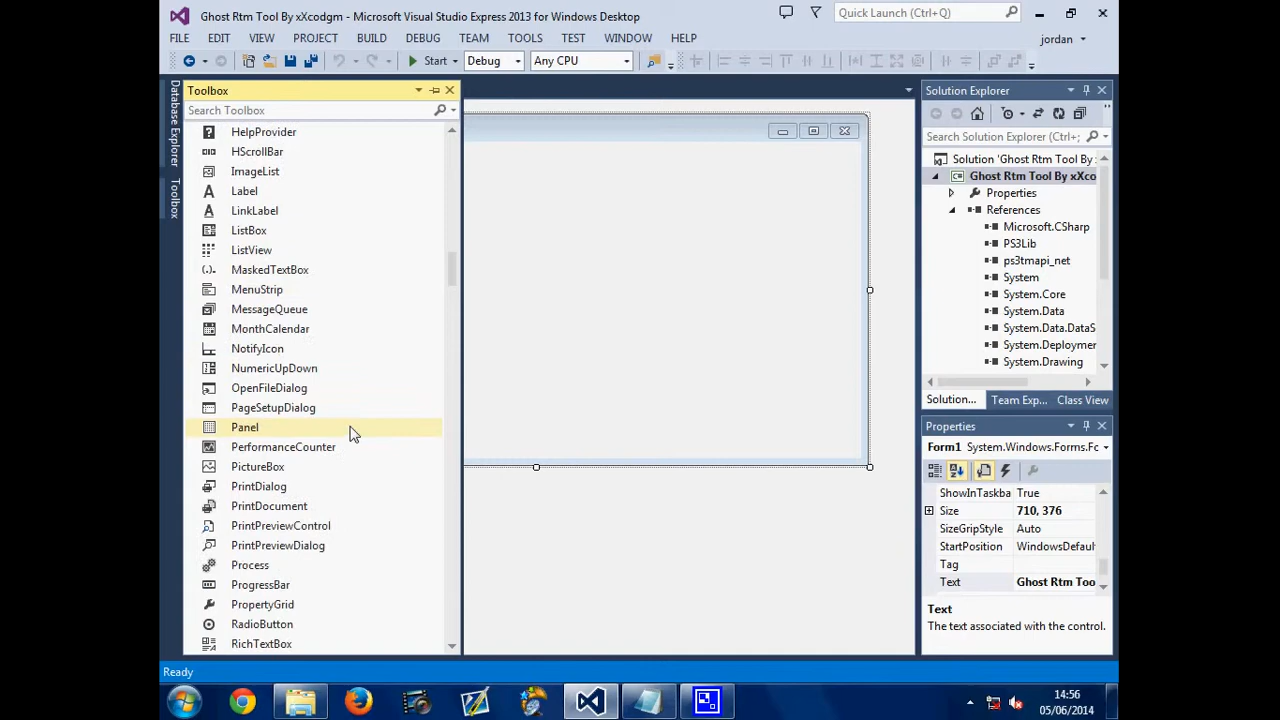 Ghost Rtm Tool By xXcodgm - Microsoft Visual Studio Express 2013 for Windows Desktop
Quick Launch (Ctrl+Q)
FILE EDIT VIEW PROJECT BUILD DEBUG TEAM TOOLS TEST WINDOW HELP
jordan
Start Debug Any CPU
Database Explorer
Toolbox
Toolbox
Search Toolbox
HelpProvider
HScrollBar
ImageList
Label
LinkLabel
ListBox
ListView
MaskedTextBox
MenuStrip
MessageQueue
MonthCalendar
NotifyIcon
NumericUpDown
OpenFileDialog
PageSetupDialog
Panel
PerformanceCounter
PictureBox
PrintDialog
PrintDocument
PrintPreviewControl
PrintPreviewDialog
Process
ProgressBar
PropertyGrid
RadioButton
RichTextBox
Solution Explorer
Search Solution Explorer (Ctrl+;
Solution 'Ghost Rtm Tool By
Ghost Rtm Tool By xXco
Properties
References
Microsoft.CSharp
PS3Lib
ps3tmapi_net
System
System.Core
System.Data
System.Data.DataS
System.Deployme
System.Drawing
Solution... Team Exp... Class View
Properties
Form1 System.Windows.Forms.Fc
ShowInTaskba True
Size 710, 376
SizeGripStyle Auto
StartPosition WindowsDefau
Tag
Text Ghost Rtm Too
Text
The text associated with the control.
Ready
14:56
05/06/2014